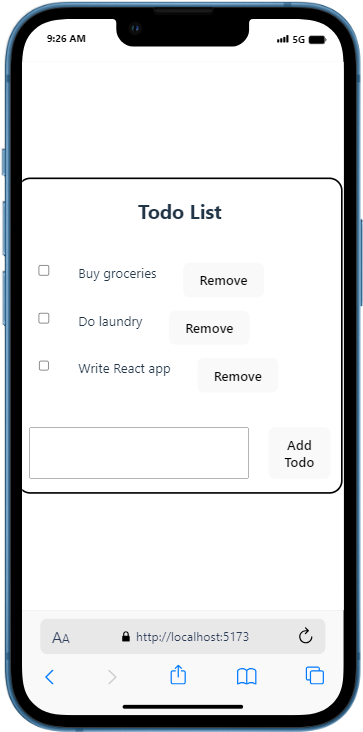 9:26 AM
5G
Todo List
Buy groceries
Remove
Do laundry
Remove
Write React app
Remove
Add
Todo
AA
http://localhost:5173